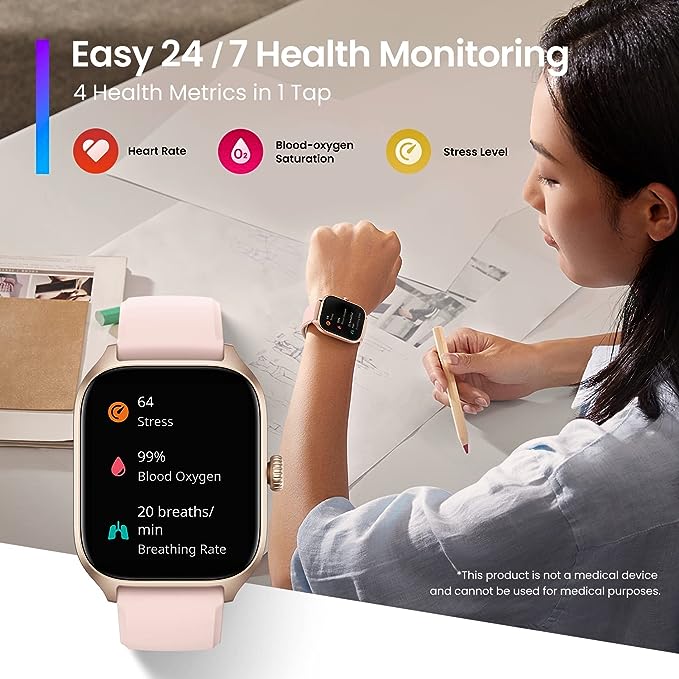 Easy 24 / 7 Health Monitoring
4 Health Metrics in 1 Tap
Heart Rate
O2
Blood-oxygen
Saturation
Stress Level
64
Stress
99%
Blood Oxygen
20 breaths/
min
Breathing Rate
*This product is not a medical device
and cannot be used for medical purposes.